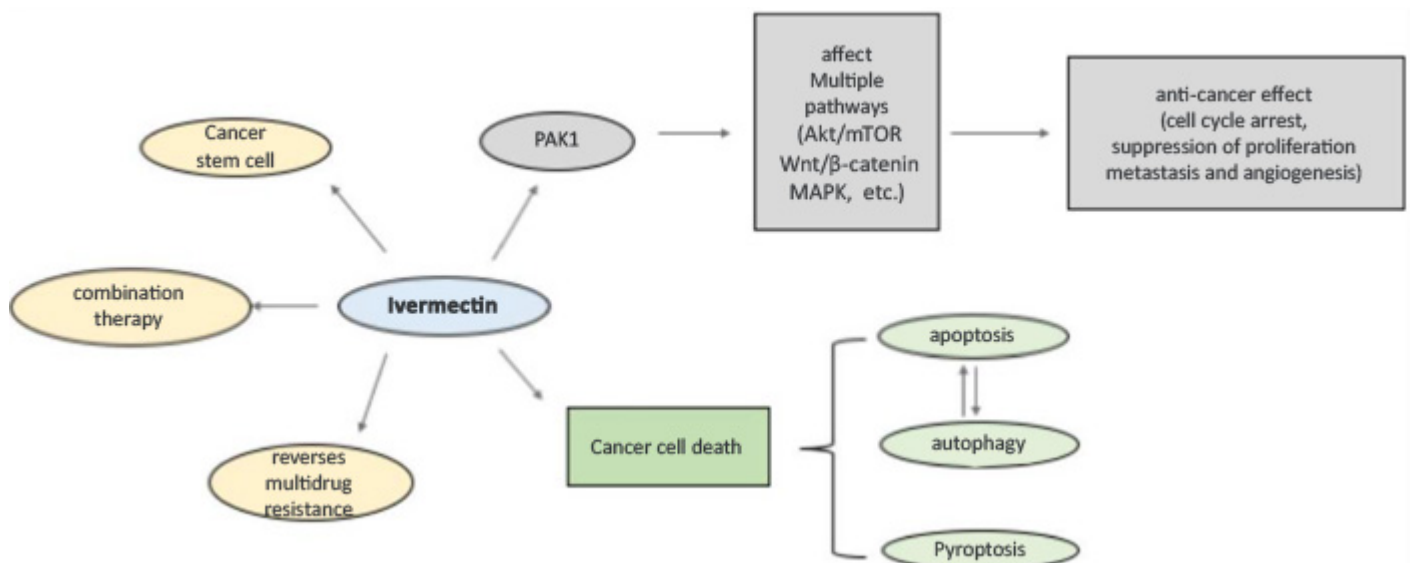 Cancer
stem cell
PAK1
affect
Multiple
pathways
(Akt/mTOR
Wnt/β-catenin
MAPK, etc.)
anti-cancer effect
(cell cycle arrest,
suppression of proliferation
metastasis and angiogenesis)
combination
therapy
Ivermectin
reverses
multidrug
resistance
Cancer cell death
apoptosis
autophagy
Pyroptosis